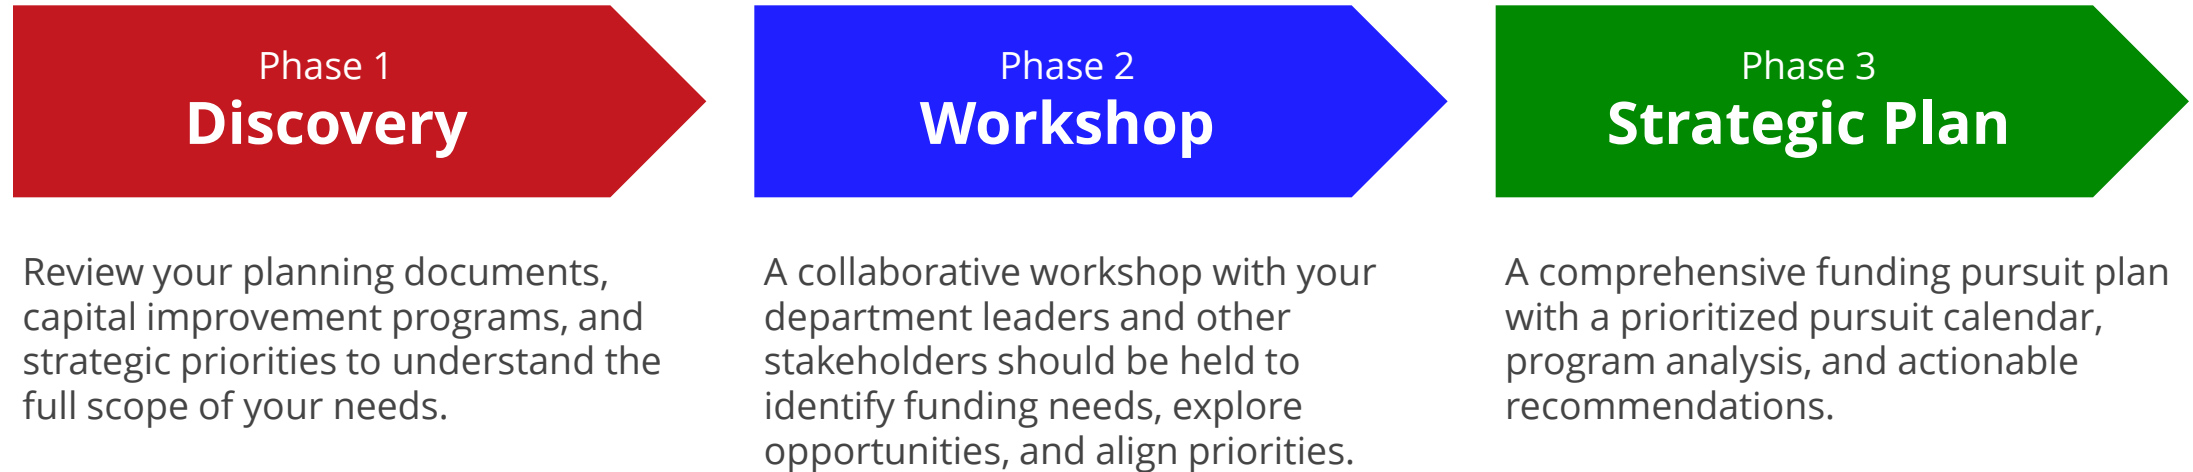 Phase 1
Discovery
Review your planning documents,
capital improvement programs, and
strategic priorities to understand the
full scope of your needs.
Phase 2
Workshop
A collaborative workshop with your
department leaders and other
stakeholders should be held to
identify funding needs, explore
opportunities, and align priorities.
Phase 3
Strategic Plan
A comprehensive funding pursuit plan
with a prioritized pursuit calendar,
program analysis, and actionable
recommendations.